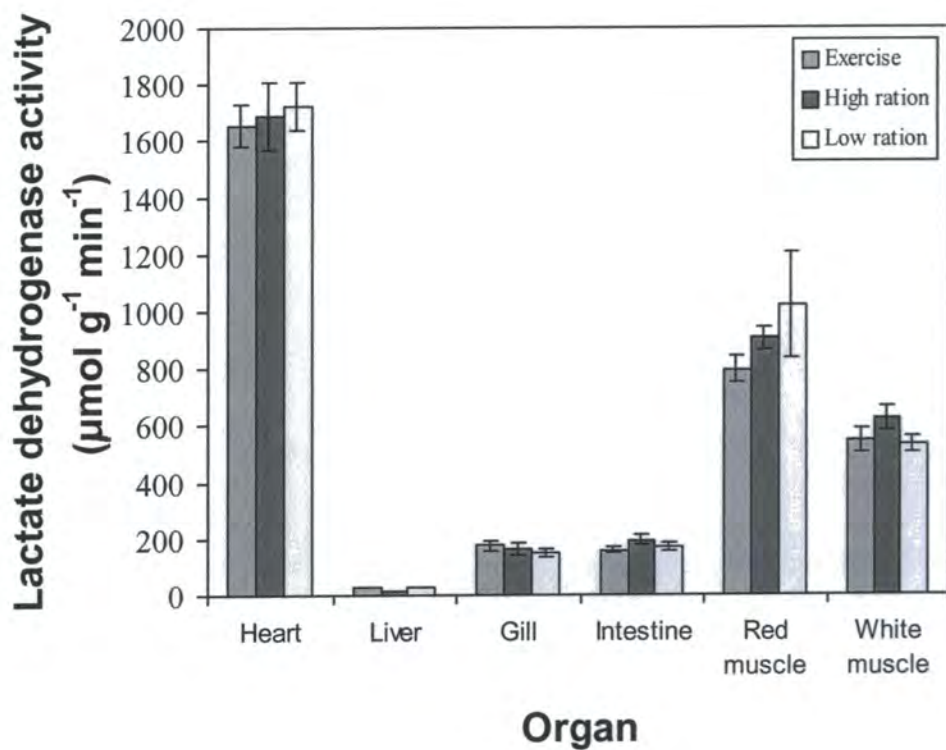 Lactate dehydrogenase activity
(µmol g⁻¹ min⁻¹)
2000
1800
1600
1400
1200
1000
800
600
400
200
0
Exercise
High ration
Low ration
Heart
Liver
Gill
Intestine
Red
muscle
White
muscle
Organ